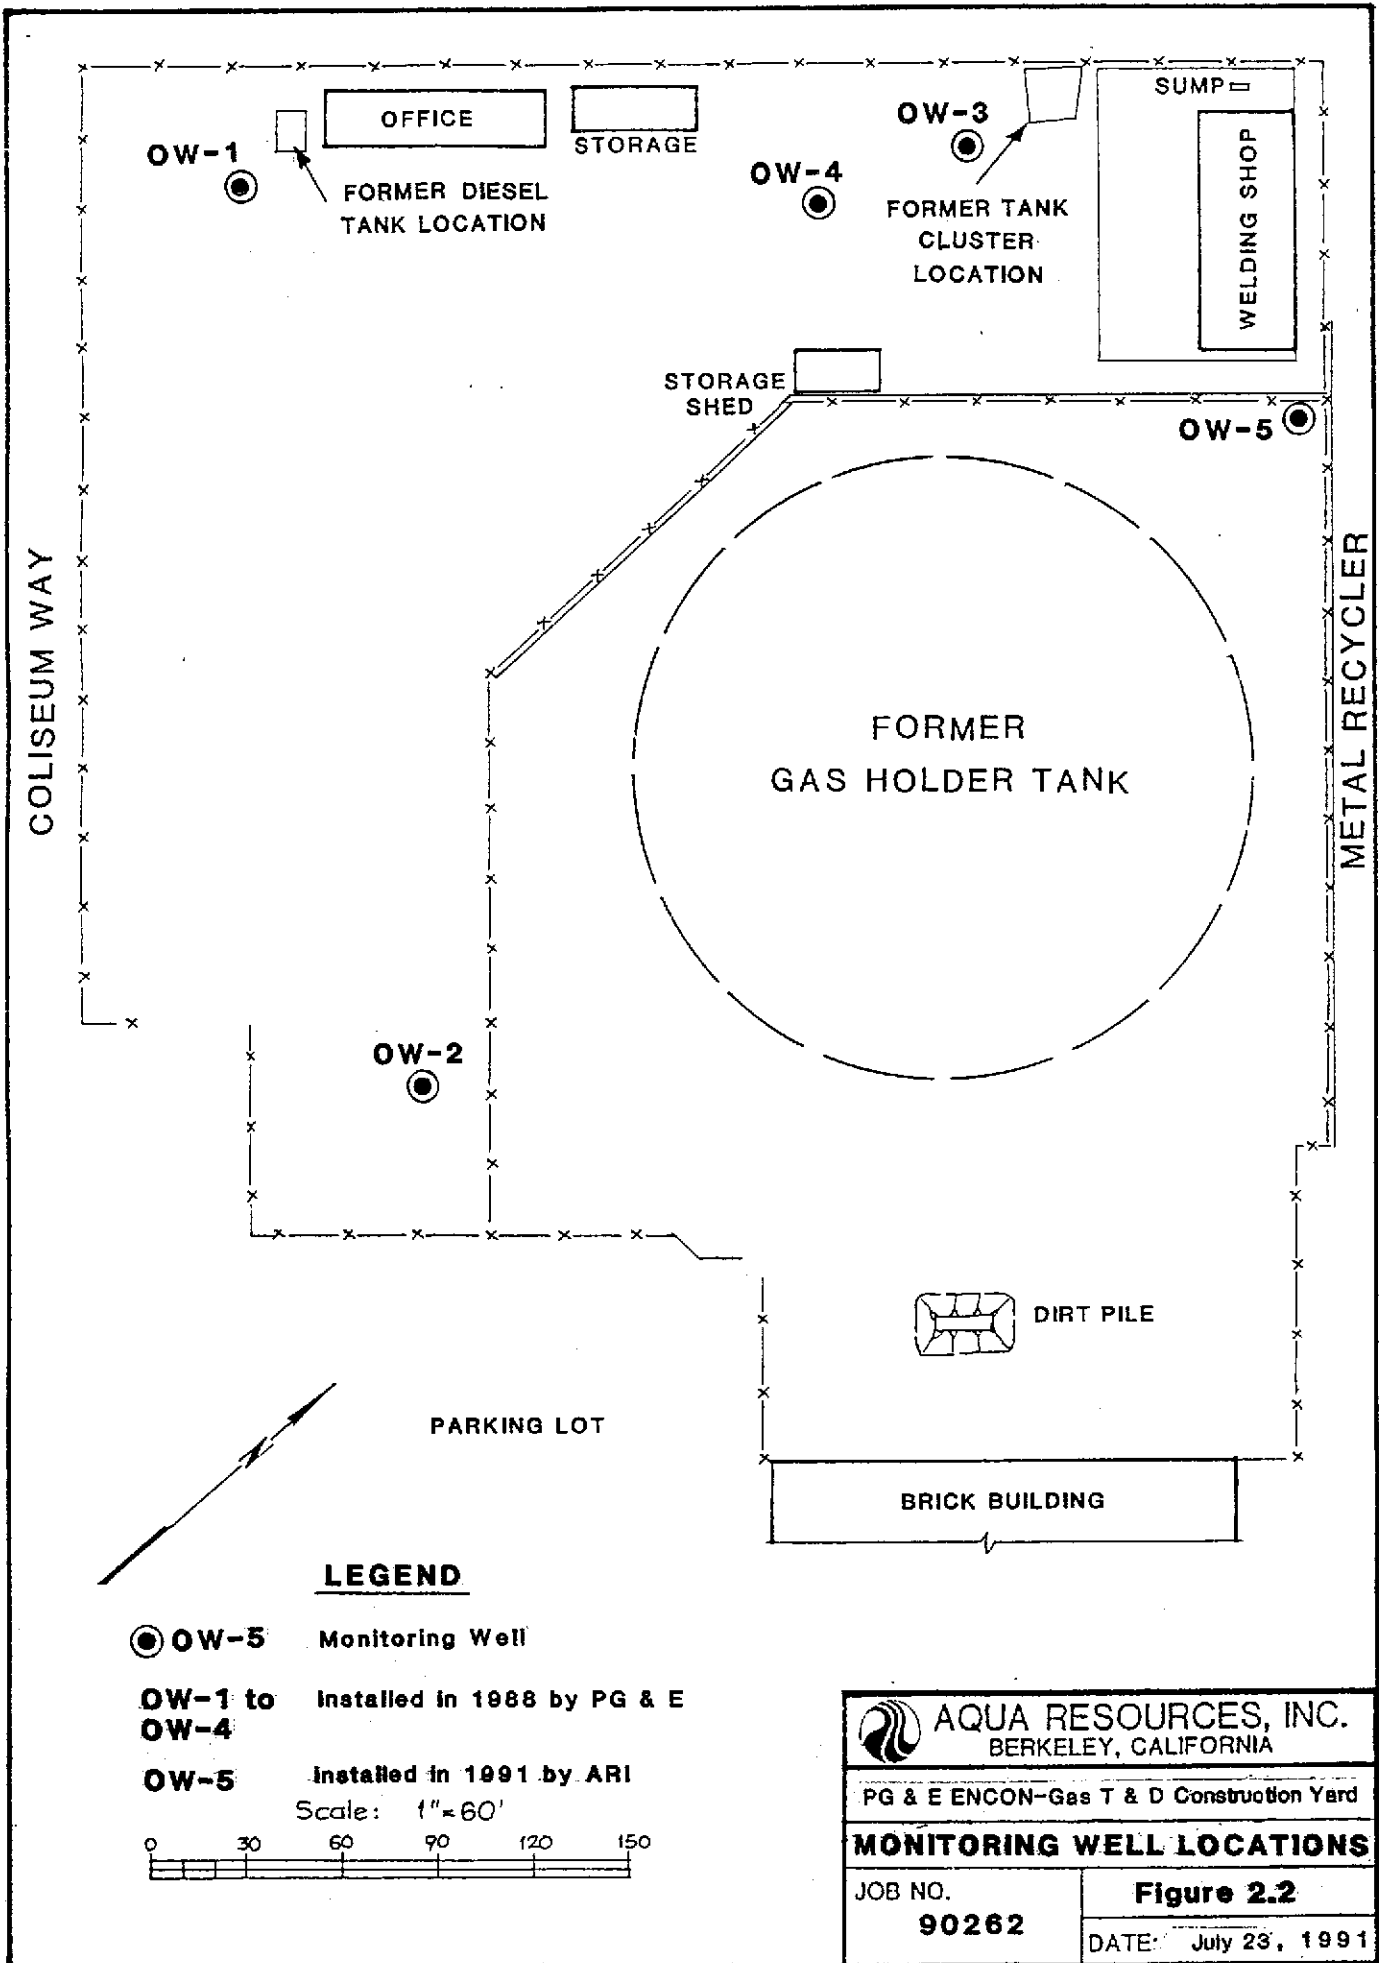 SUMP
OFFICE
STORAGE
OW-1
OW-3
OW-4
FORMER DIESEL
TANK LOCATION
FORMER TANK
CLUSTER
LOCATION
WELDING SHOP
STORAGE
SHED
OW-5
COLISEUM WAY
METAL RECYCLER
FORMER
GAS HOLDER TANK
OW-2
DIRT PILE
PARKING LOT
BRICK BUILDING
LEGEND
OW-5 Monitoring Well
OW-1 to Installed in 1988 by PG & E
OW-4
OW-5 Installed in 1991 by ARI
Scale: 1"=60'
0 30 60 90 120 150
AQUA RESOURCES, INC.
BERKELEY, CALIFORNIA
PG & E ENCON-Gas T & D Construction Yard
MONITORING WELL LOCATIONS
JOB NO.
90262
Figure 2.2
DATE: July 23, 1991